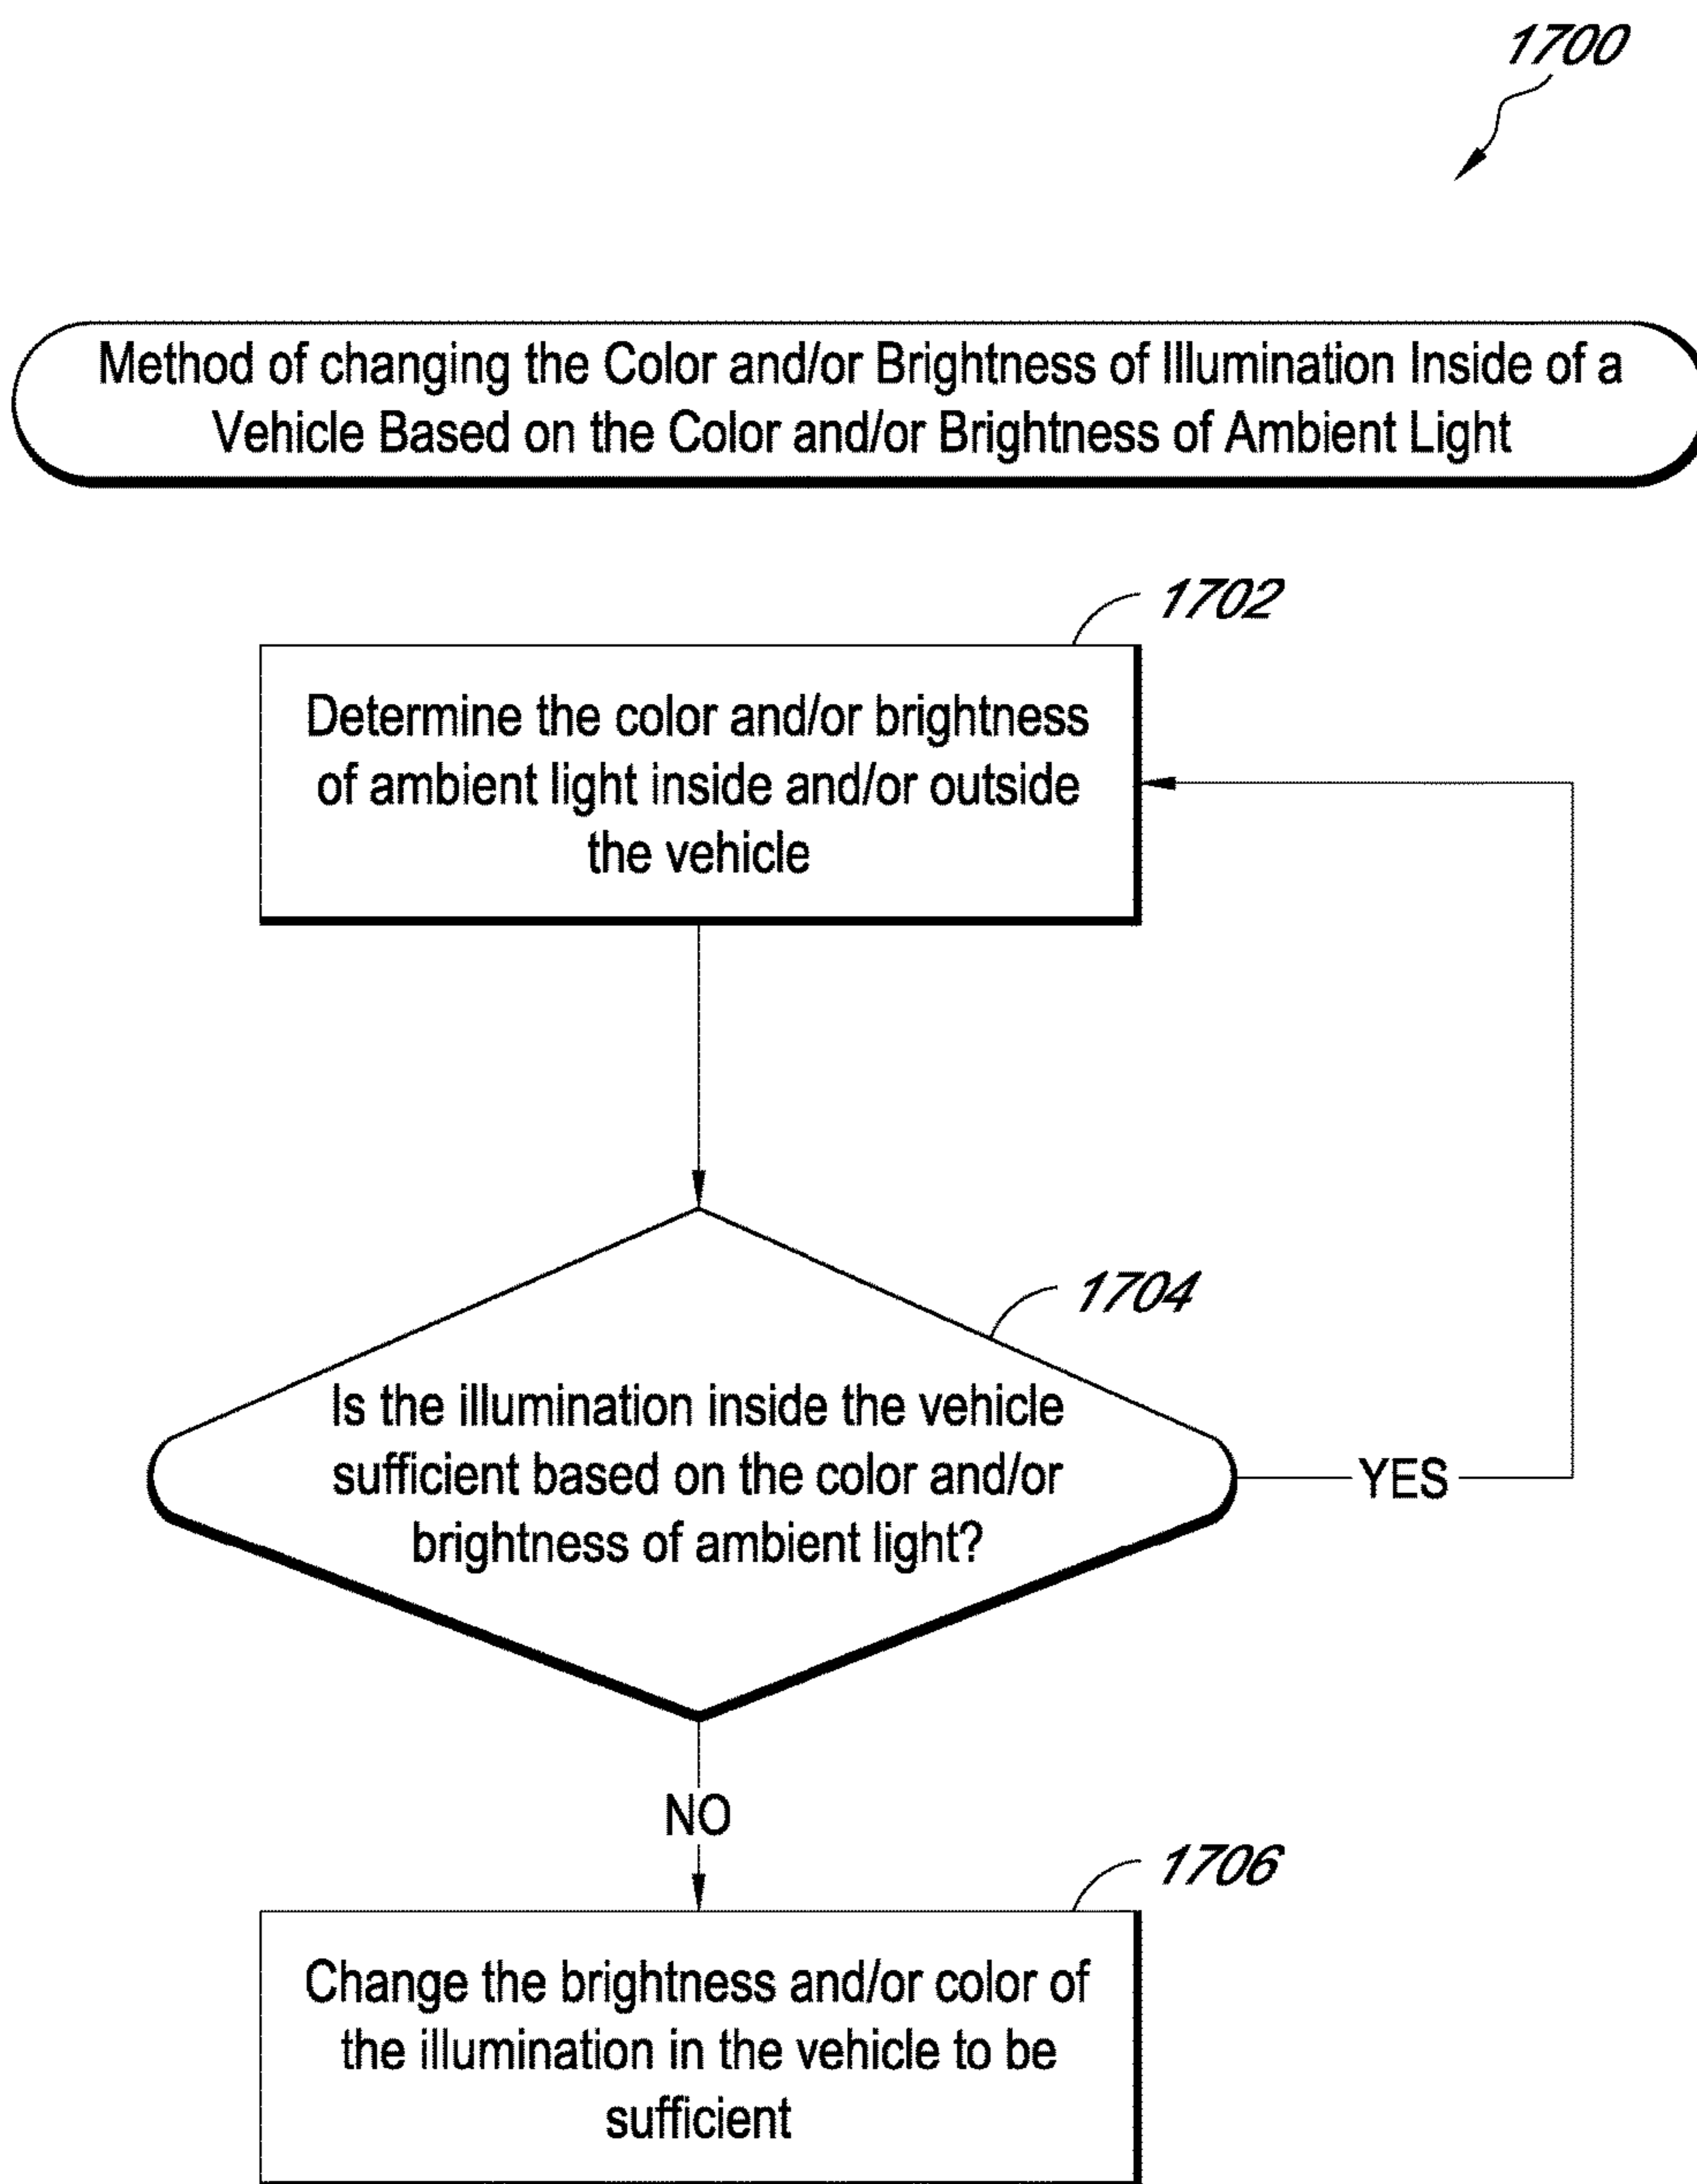 1700
Method of changing the Color and/or Brightness of Illumination Inside of a
Vehicle Based on the Color and/or Brightness of Ambient Light
1702
Determine the color and/or brightness
of ambient light inside and/or outside
the vehicle
1704
Is the illumination inside the vehicle
sufficient based on the color and/or
brightness of ambient light?
YES
NO
1706
Change the brightness and/or color of
the illumination in the vehicle to be
sufficient